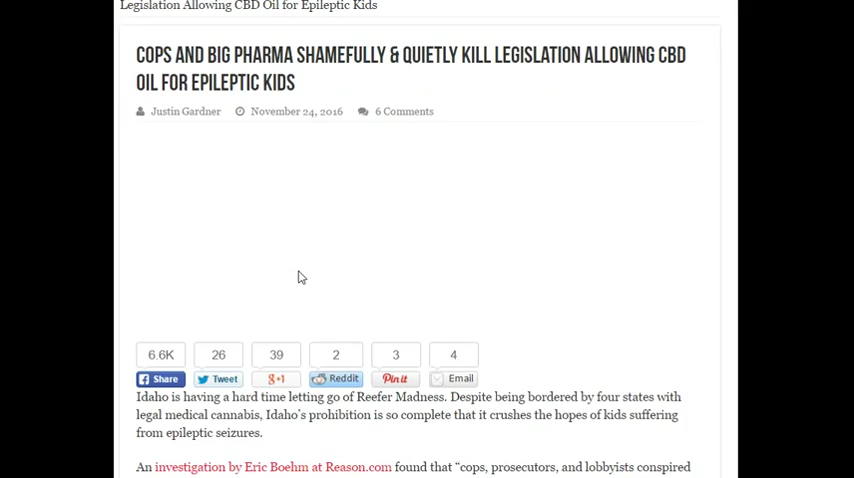 Legislation Allowing CBD Oil for Epileptic Kids
COPS AND BIG PHARMA SHAMEFULLY & QUIETLY KILL LEGISLATION ALLOWING CBD
OIL FOR EPILEPTIC KIDS
Justin Gardner November 24, 2016 6 Comments
6.6K 26 39 2 3 4
Share Tweet g+1 Reddit Pin it Email
Idaho is having a hard time letting go of Reefer Madness. Despite being bordered by four states with
legal medical cannabis, Idaho's prohibition is so complete that it crushes the hopes of kids suffering
from epileptic seizures.
An investigation by Eric Boehm at Reason.com found that “cops, prosecutors, and lobbyists conspired